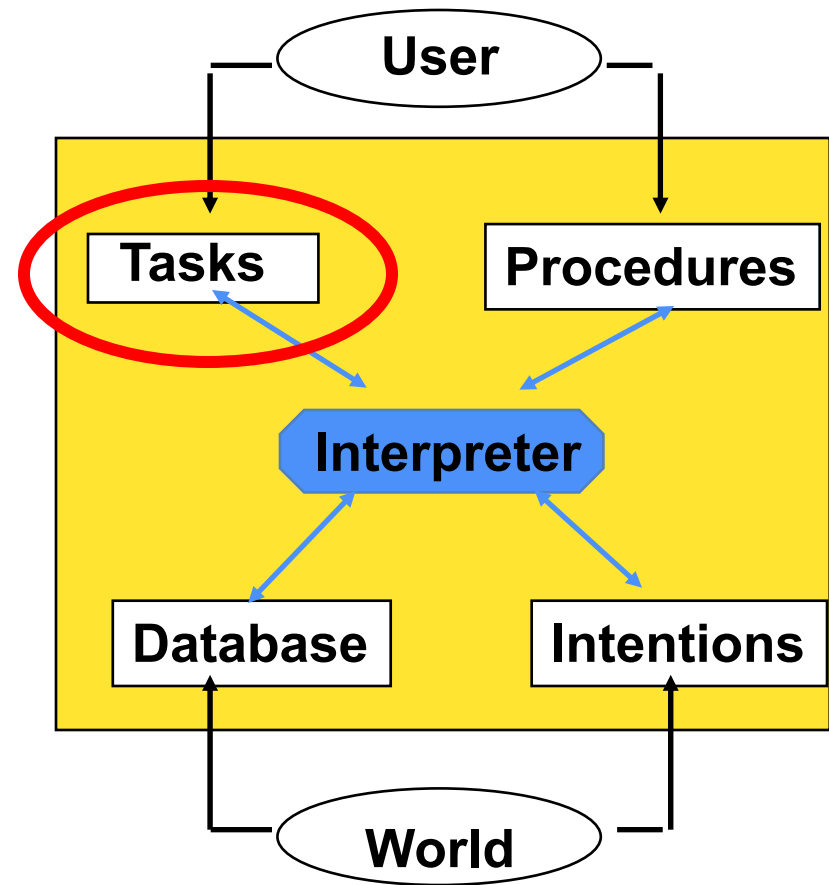 User
Tasks
Procedures
Interpreter
Database
Intentions
World